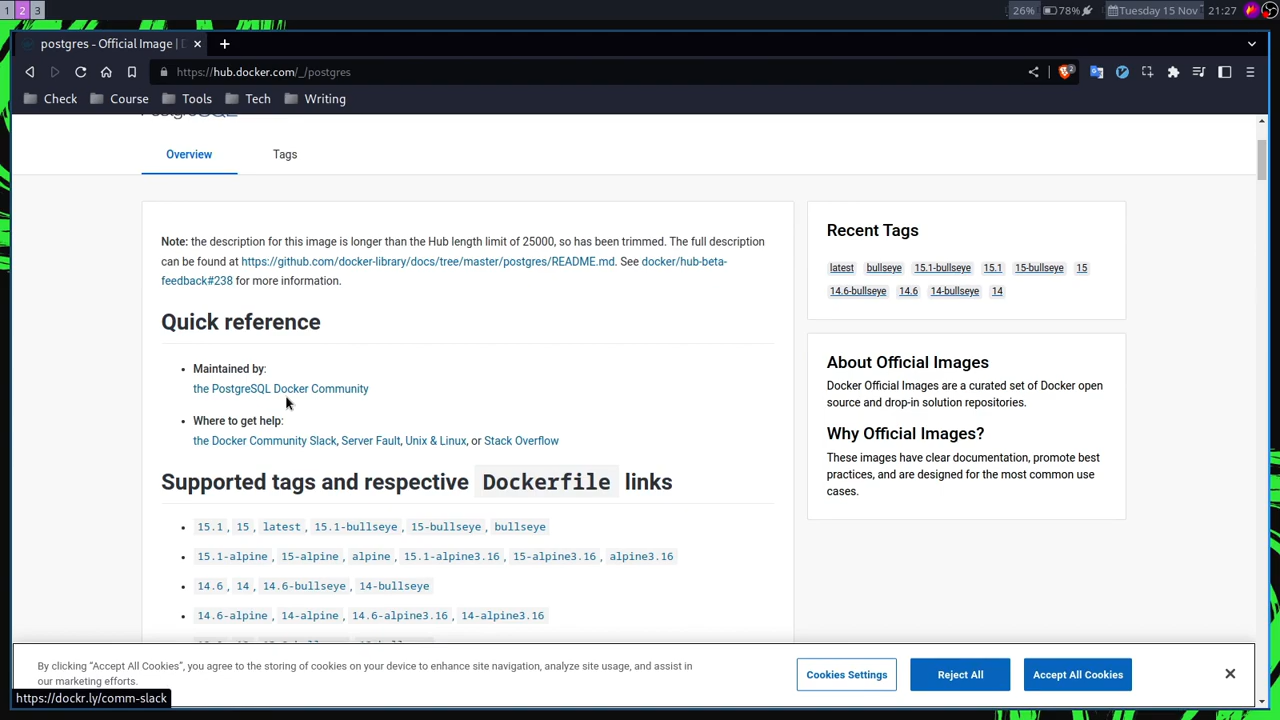 1 2 3 26% 78% Tuesday 15 Nov 21:27
postgres - Official Image |
https://hub.docker.com/_/postgres 2
Check Course Tools Tech Writing
Overview Tags
Note: the description for this image is longer than the Hub length limit of 25000, so has been trimmed. The full description
can be found at https://github.com/docker-library/docs/tree/master/postgres/README.md. See docker/hub-beta-
feedback#238 for more information.
Quick reference
• Maintained by:
the PostgreSQL Docker Community
• Where to get help:
the Docker Community Slack, Server Fault, Unix & Linux, or Stack Overflow
Supported tags and respective Dockerfile links
• 15.1, 15, latest, 15.1-bullseye, 15-bullseye, bullseye
• 15.1-alpine, 15-alpine, alpine, 15.1-alpine3.16, 15-alpine3.16, alpine3.16
• 14.6, 14, 14.6-bullseye, 14-bullseye
• 14.6-alpine, 14-alpine, 14.6-alpine3.16, 14-alpine3.16
Recent Tags
latest bullseye 15.1-bullseye 15.1 15-bullseye 15
14.6-bullseye 14.6 14-bullseye 14
About Official Images
Docker Official Images are a curated set of Docker open
source and drop-in solution repositories.
Why Official Images?
These images have clear documentation, promote best
practices, and are designed for the most common use
cases.
By clicking “Accept All Cookies”, you agree to the storing of cookies on your device to enhance site navigation, analyze site usage, and assist in
our marketing efforts.
Cookies Settings Reject All Accept All Cookies
https://dockr.ly/comm-slack